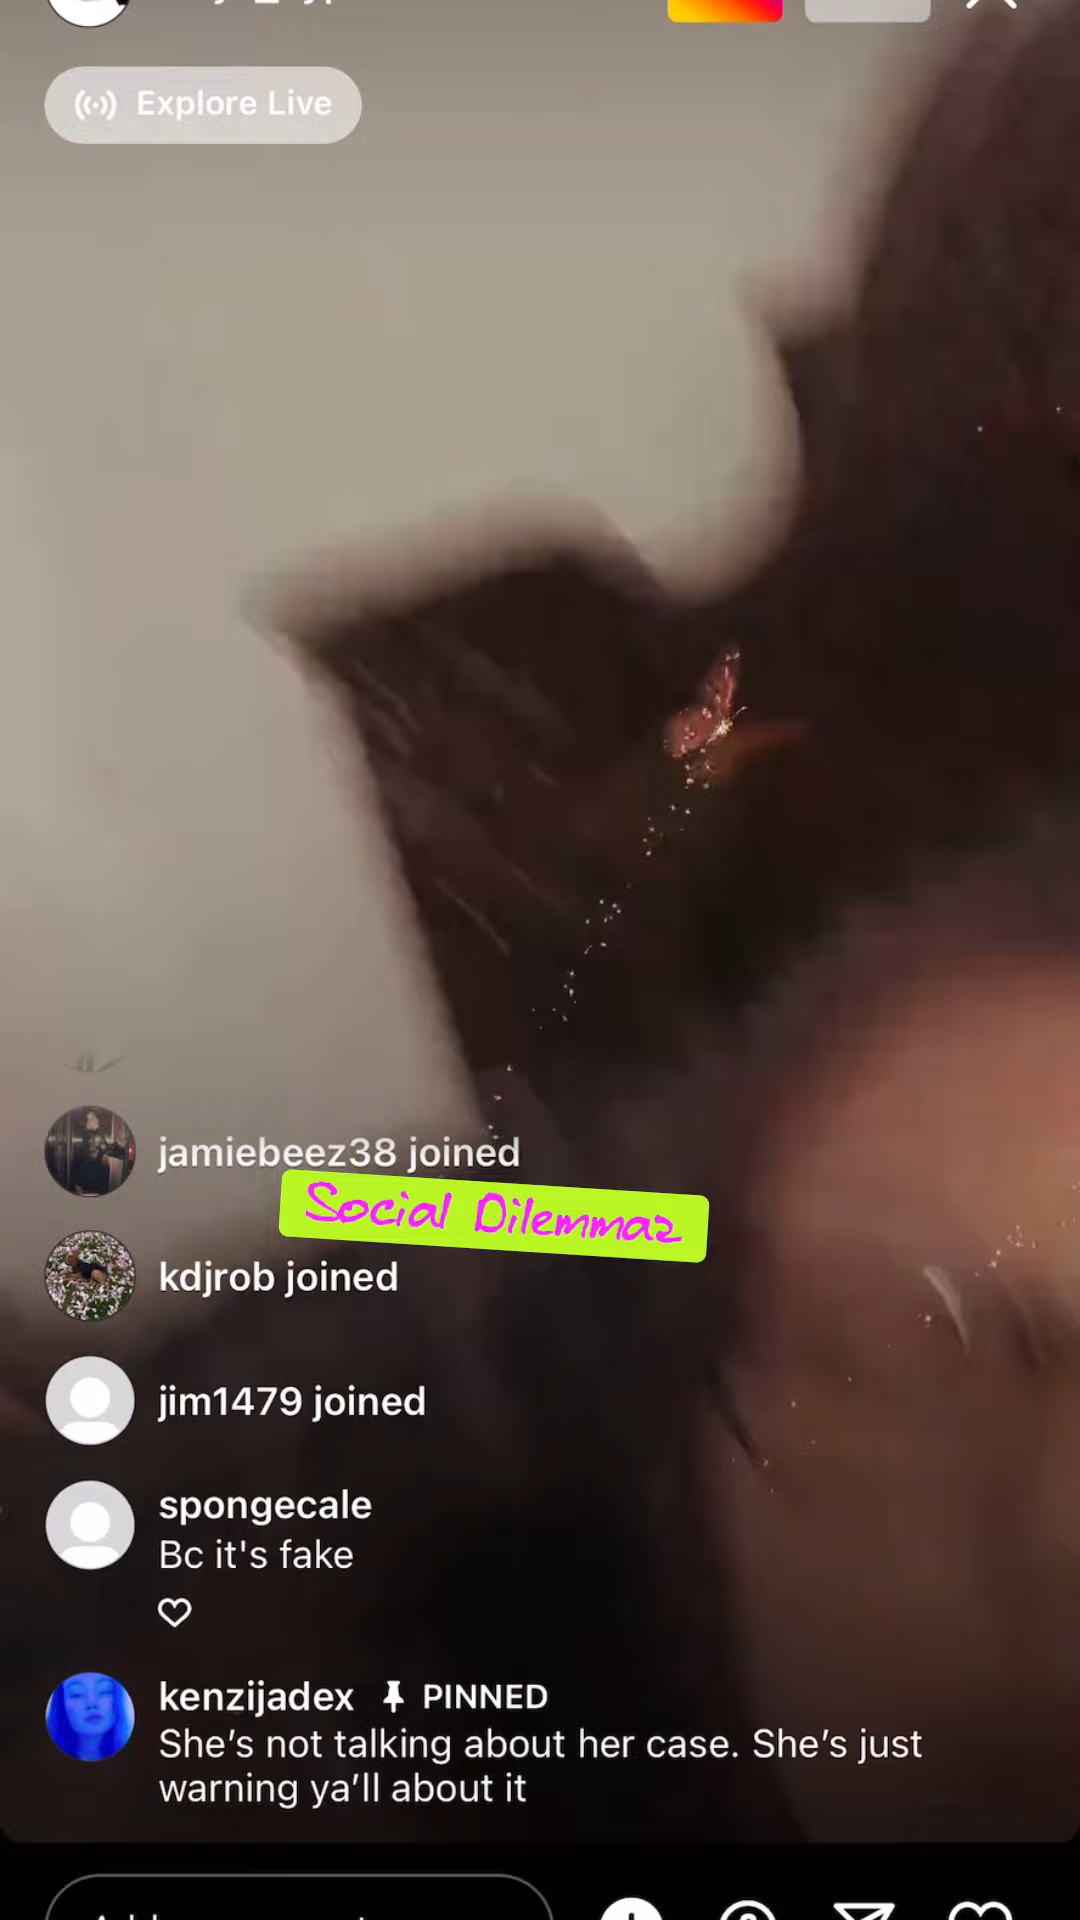 Explore Live
jamiebeez38 joined
Social Dilemmaz
kdjrob joined
jim1479 joined
spongecale
Bc it's fake
kenzijadex PINNED
She’s not talking about her case. She’s just
warning ya’ll about it